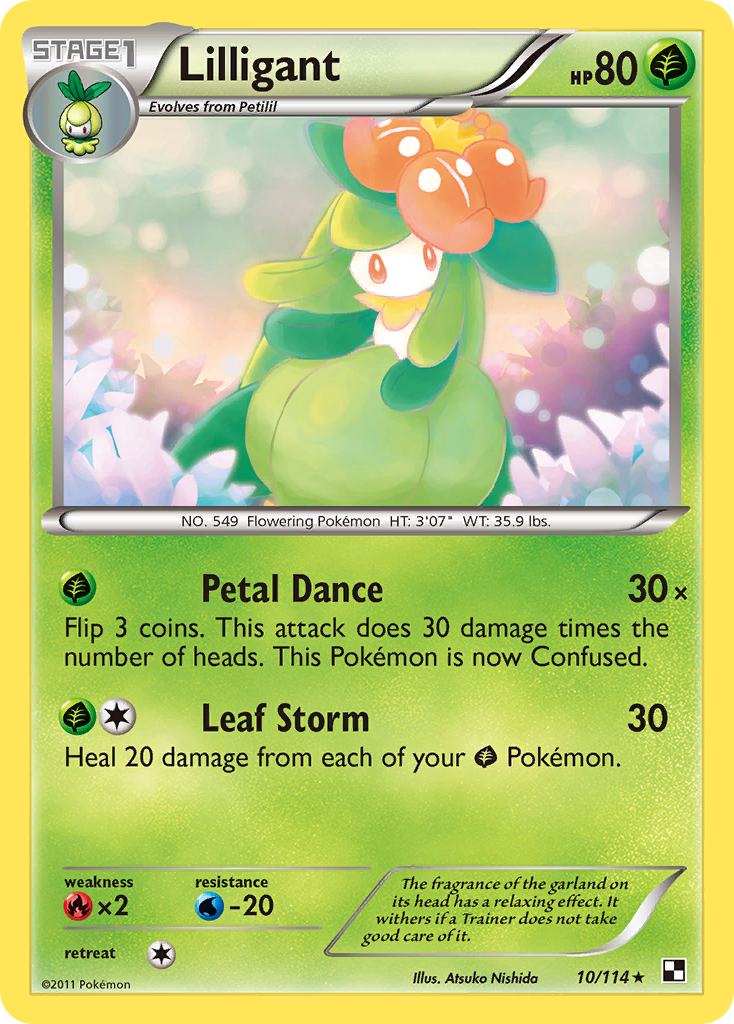 STAGE1
Lilligant
HP80
Evolves from Petilil
NO. 549 Flowering Pokémon HT: 3'07" WT: 35.9 lbs.
Petal Dance 30×
Flip 3 coins. This attack does 30 damage times the
number of heads. This Pokémon is now Confused.
Leaf Storm 30
Heal 20 damage from each of your Pokémon.
weakness resistance
×2 -20
retreat
The fragrance of the garland on
its head has a relaxing effect. It
withers if a Trainer does not take
good care of it.
©2011 Pokémon
Illus. Atsuko Nishida 10/114★